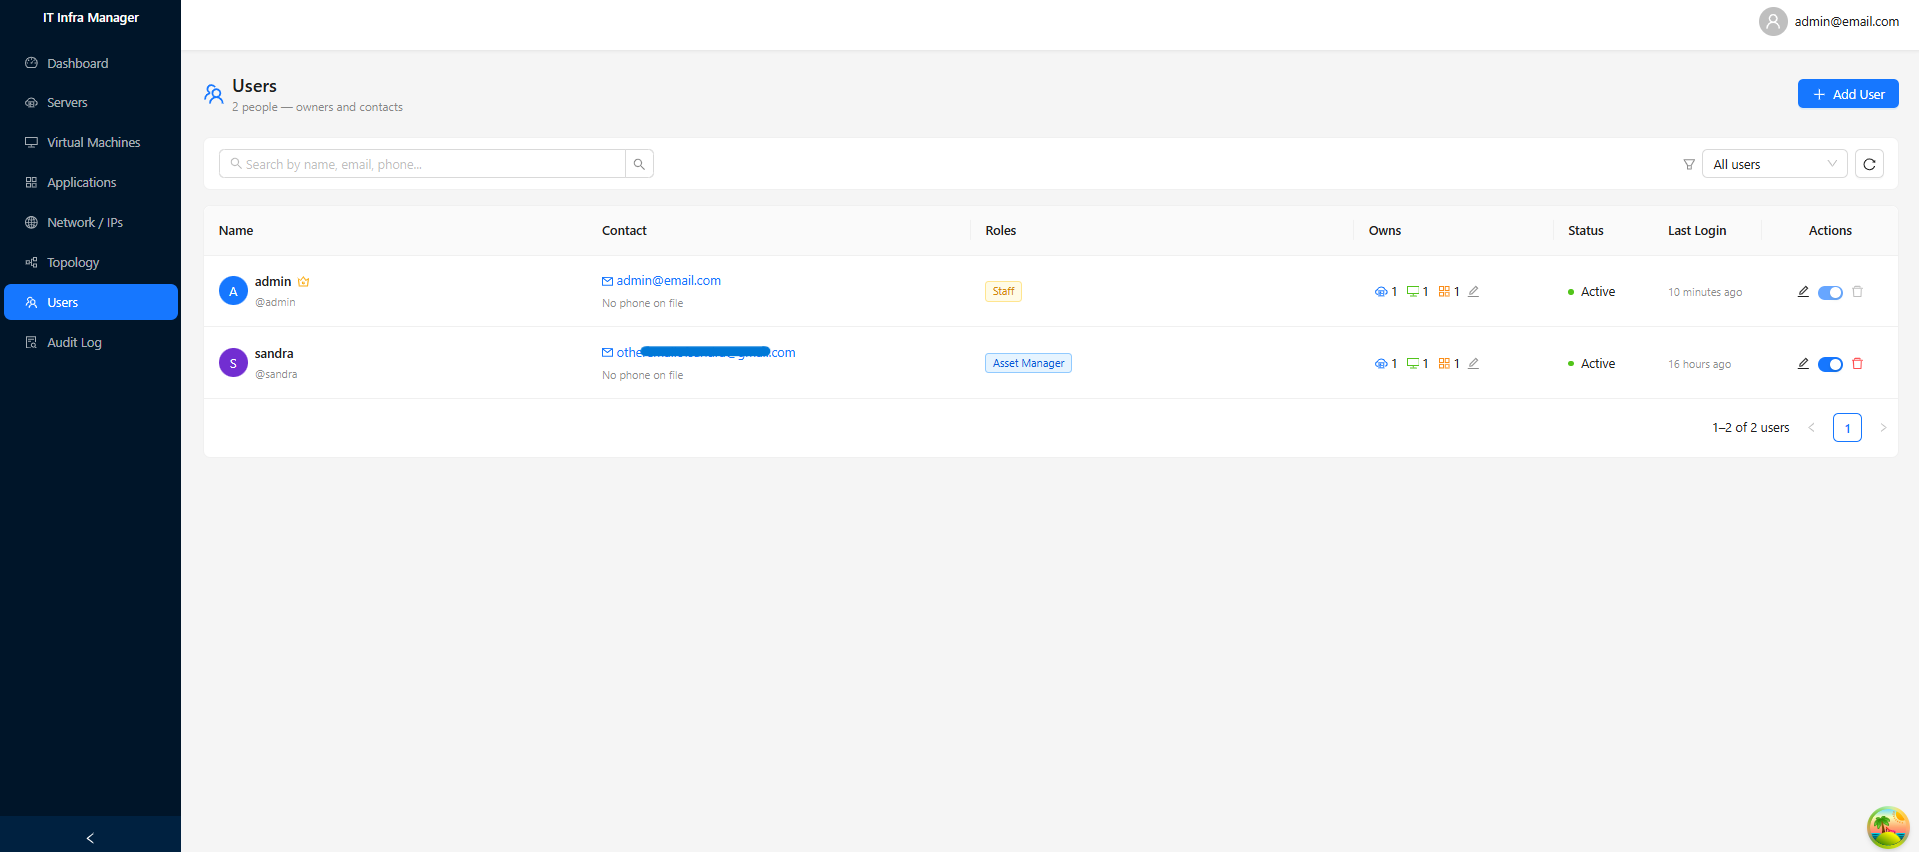 IT Infra Manager
admin@email.com
Dashboard
Servers
Virtual Machines
Applications
Network / IPs
Topology
Users
Audit Log
Users
2 people — owners and contacts
Add User
Search by name, email, phone...
All users
Name Contact Roles Owns Status Last Login Actions
A admin admin@email.com Staff 1 1 1 Active 10 minutes ago
@admin No phone on file
S sandra .com Asset Manager 1 1 1 Active 16 hours ago
@sandra No phone on file
1–2 of 2 users 1